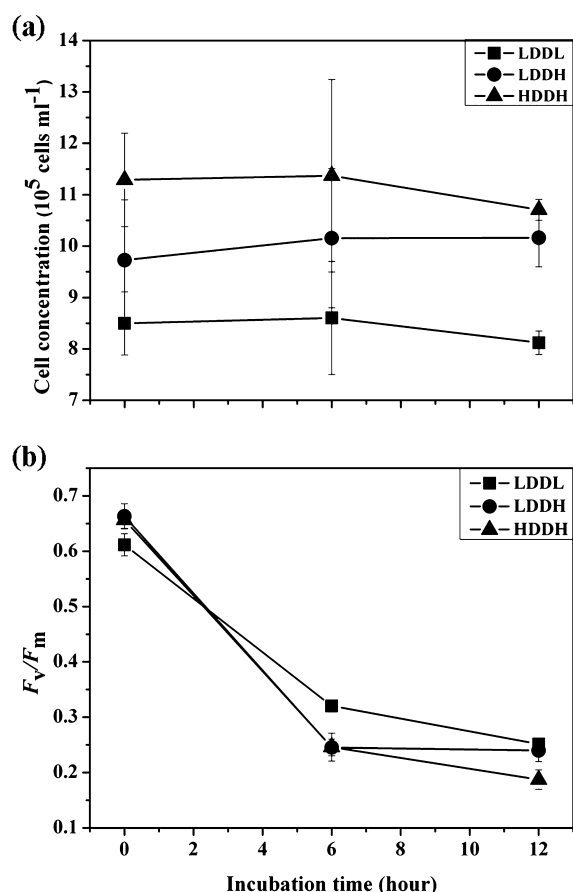 (a)
14
13
12
11
10
9
8
7
Cell concentration (10⁵ cells ml⁻¹)
LDDL
LDDH
HDDH
(b)
0.7
0.6
0.5
0.4
0.3
0.2
0.1
Fv/Fm
LDDL
LDDH
HDDH
0 2 4 6 8 10 12
Incubation time (hour)